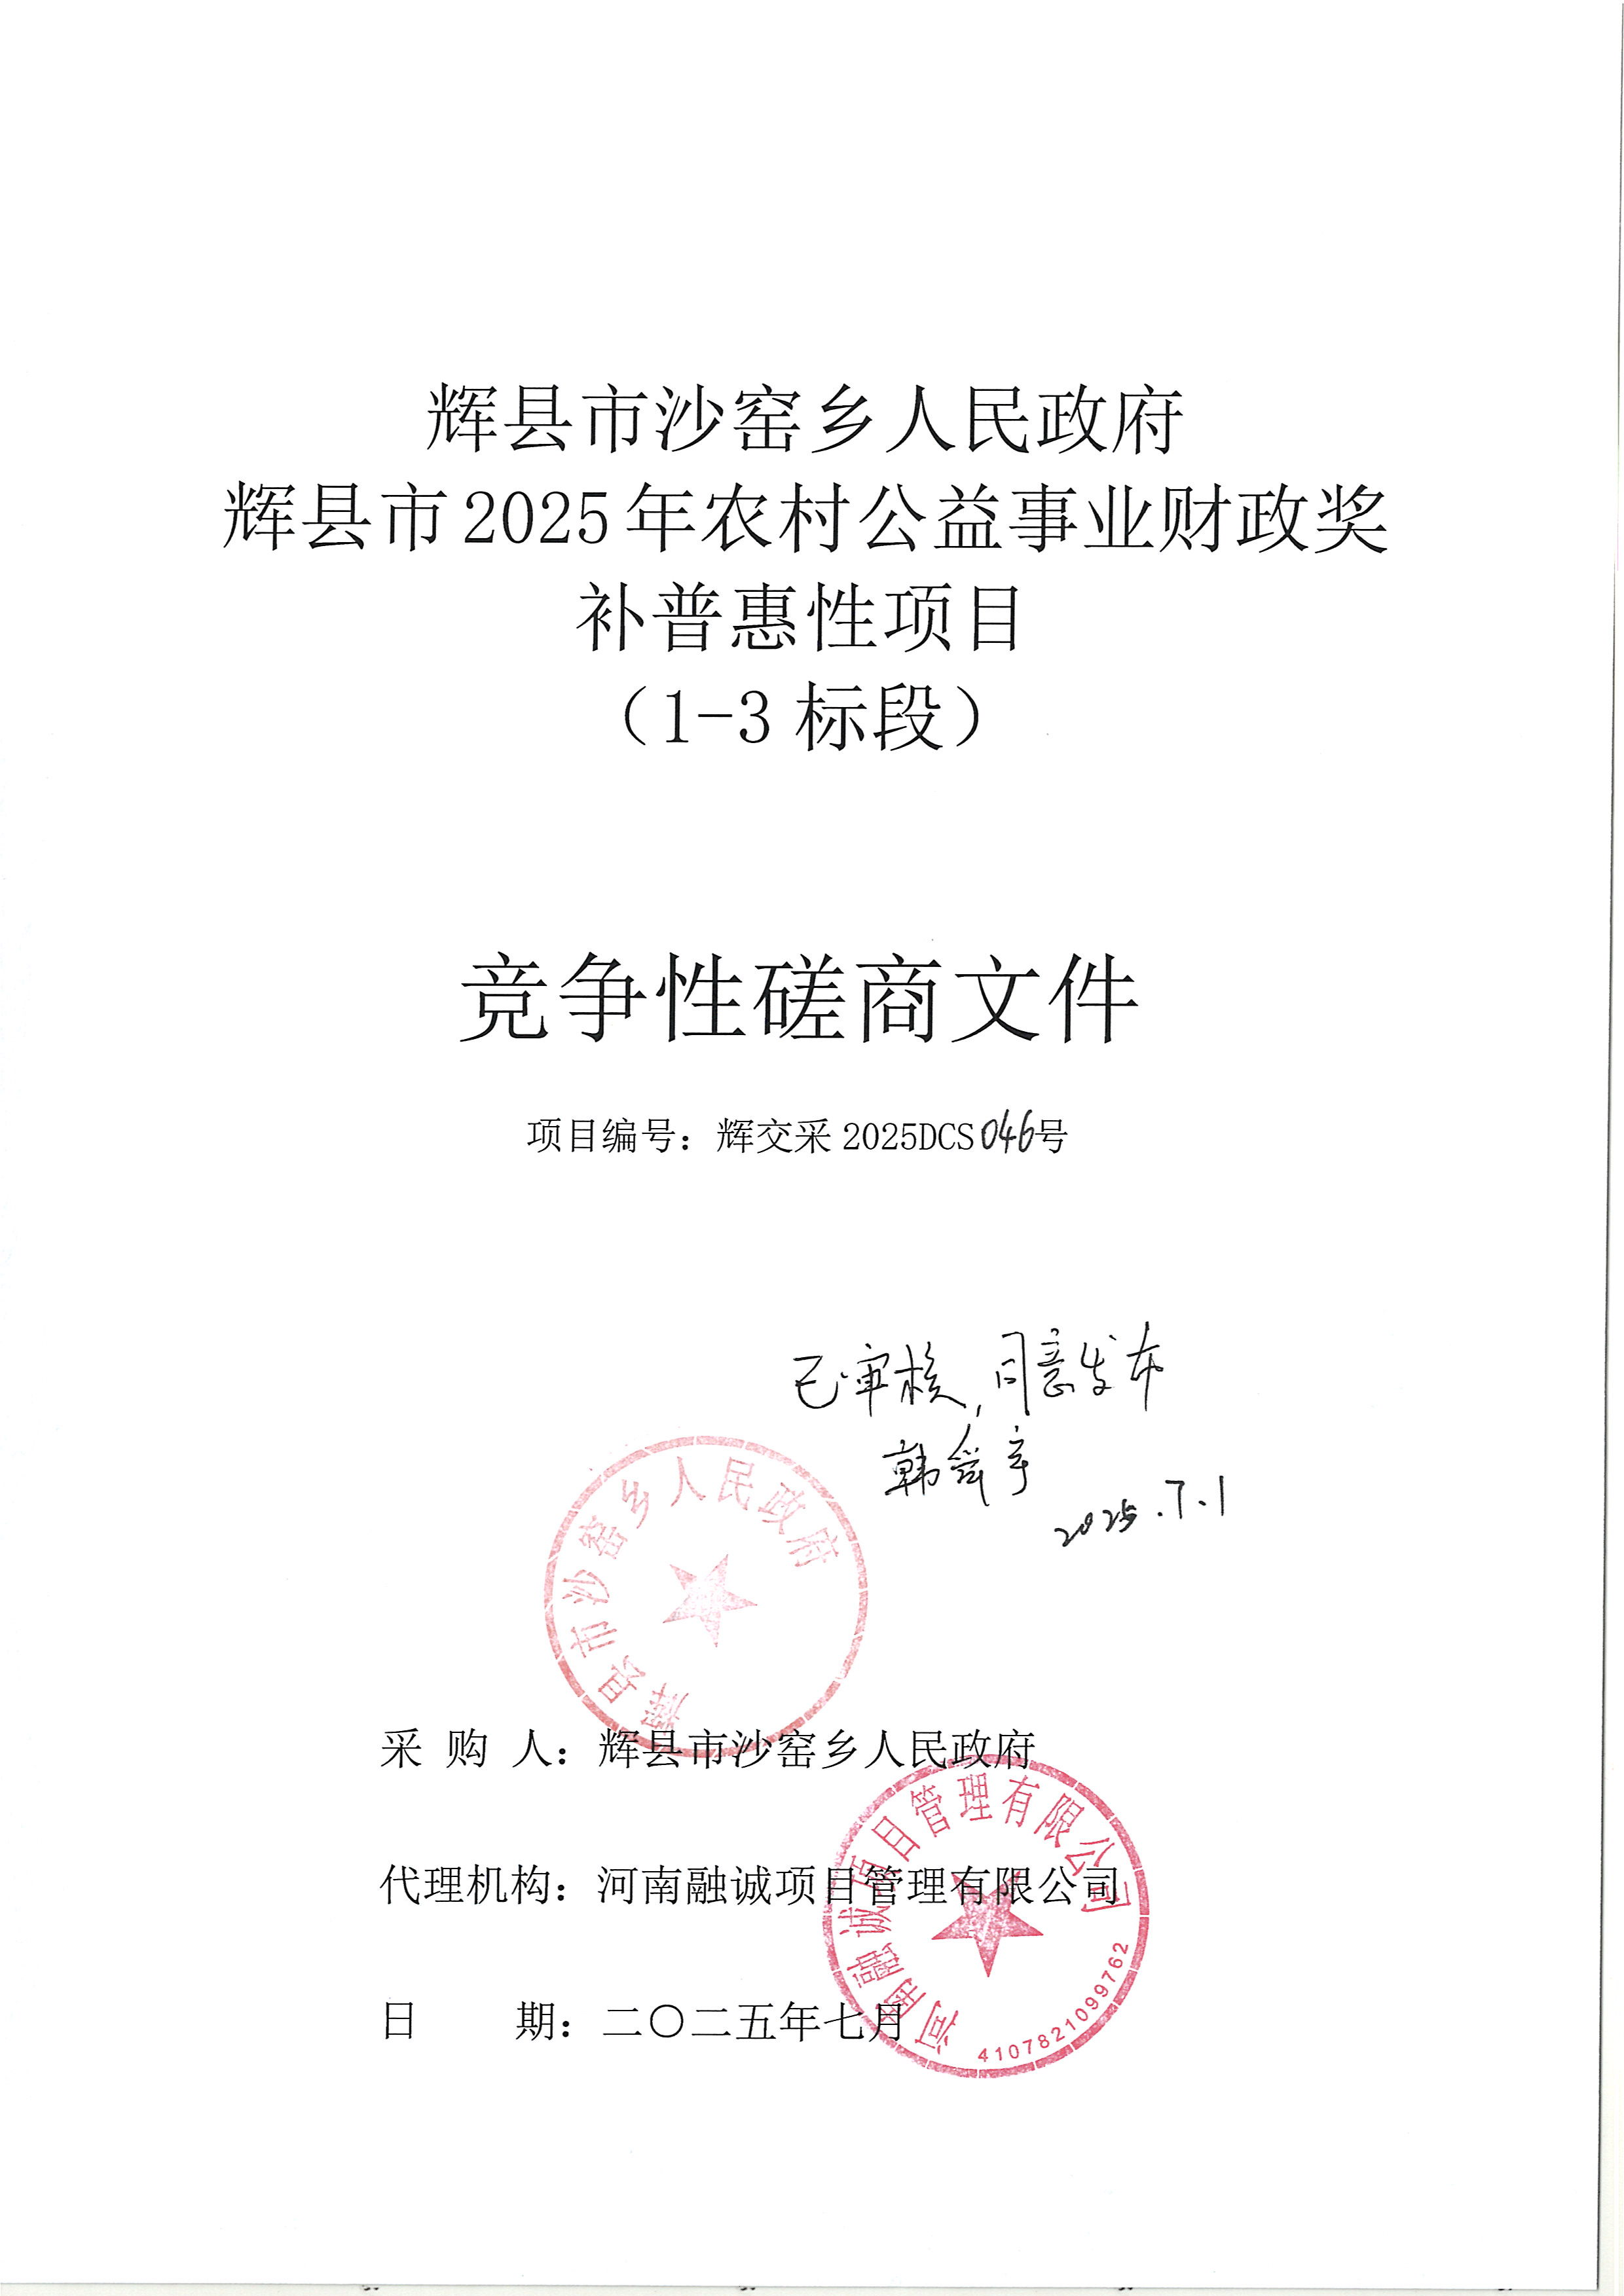 辉县市沙窑乡人民政府
辉县市2025年农村公益事业财政奖
补普惠性项目
（1-3标段）
竞争性磋商文件
项目编号：辉交采2025DCS046号
已审核，同意发布
韩
2025.7.1
辉县市沙窑乡人民政府
采 购 人：辉县市沙窑乡人民政府
河南融诚项目管理有限公司
4107821099762
代理机构：河南融诚项目管理有限公司
日 期：二〇二五年七月